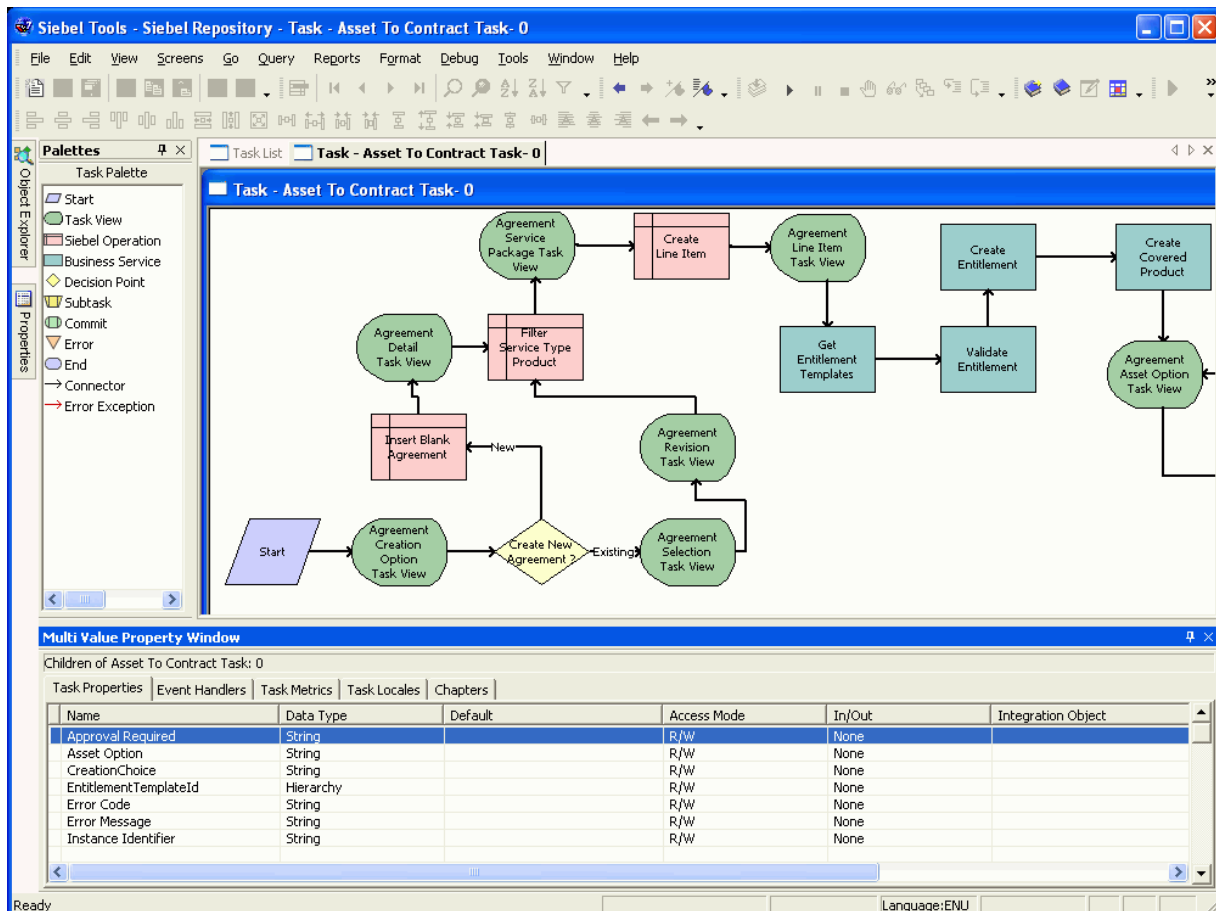 Siebel Tools - Siebel Repository - Task - Asset To Contract Task- 0
File Edit View Screens Go Query Reports Format Debug Tools Window Help
Palettes
Task Palette
Start
Task View
Siebel Operation
Business Service
Decision Point
Subtask
Commit
Error
End
Connector
Error Exception
Object Explorer
Properties
Task List
Task - Asset To Contract Task- 0
Task - Asset To Contract Task- 0
Agreement
Service
Package Task
View
Create
Line Item
Agreement
Line Item
Task View
Create
Entitlement
Create
Covered
Product
Agreement
Detail
Task View
Filter
Service Type
Product
Get
Entitlement
Templates
Validate
Entitlement
Agreement
Asset Option
Task View
Insert Blank
Agreement
New
Agreement
Revision
Task View
Start
Agreement
Creation
Option
Task View
Create New
Agreement ?
Existing
Agreement
Selection
Task View
Multi Value Property Window
Children of Asset To Contract Task: 0
Task Properties Event Handlers Task Metrics Task Locales Chapters
Name Data Type Default Access Mode In/Out Integration Object
Approval Required String R/W None
Asset Option String R/W None
CreationChoice String R/W None
EntitlementTemplateId Hierarchy R/W None
Error Code String R/W None
Error Message String R/W None
Instance Identifier String R/W None
Ready Language:ENU